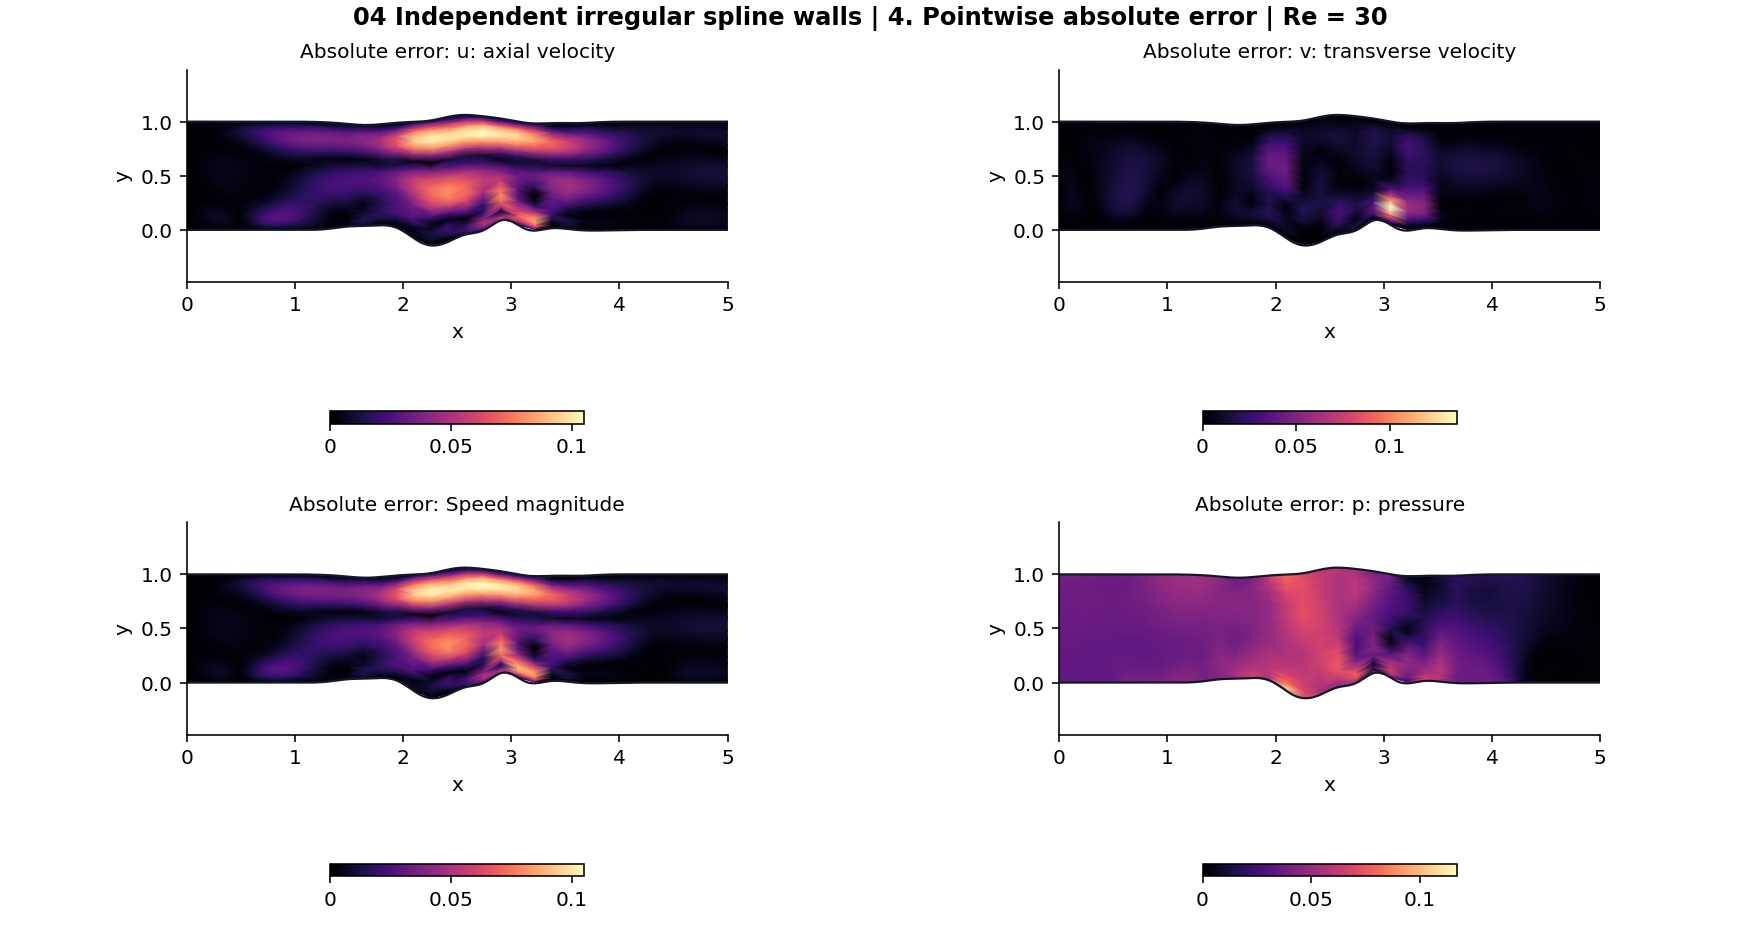 04 Independent irregular spline walls | 4. Pointwise absolute error | Re = 30
Absolute error: u: axial velocity
1.0
0.5
0.0
y
0 1 2 3 4 5
x
0 0.05 0.1
Absolute error: v: transverse velocity
1.0
0.5
0.0
y
0 1 2 3 4 5
x
0 0.05 0.1
Absolute error: Speed magnitude
1.0
0.5
0.0
y
0 1 2 3 4 5
x
0 0.05 0.1
Absolute error: p: pressure
1.0
0.5
0.0
y
0 1 2 3 4 5
x
0 0.05 0.1